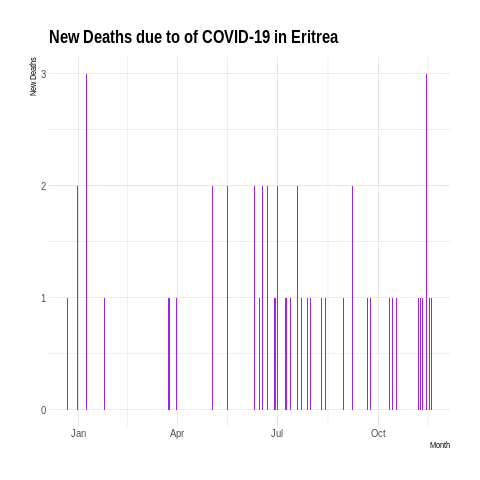 New Deaths due to of COVID-19 in Eritrea
New Deaths
3
2
1
0
Jan Apr Jul Oct
Month